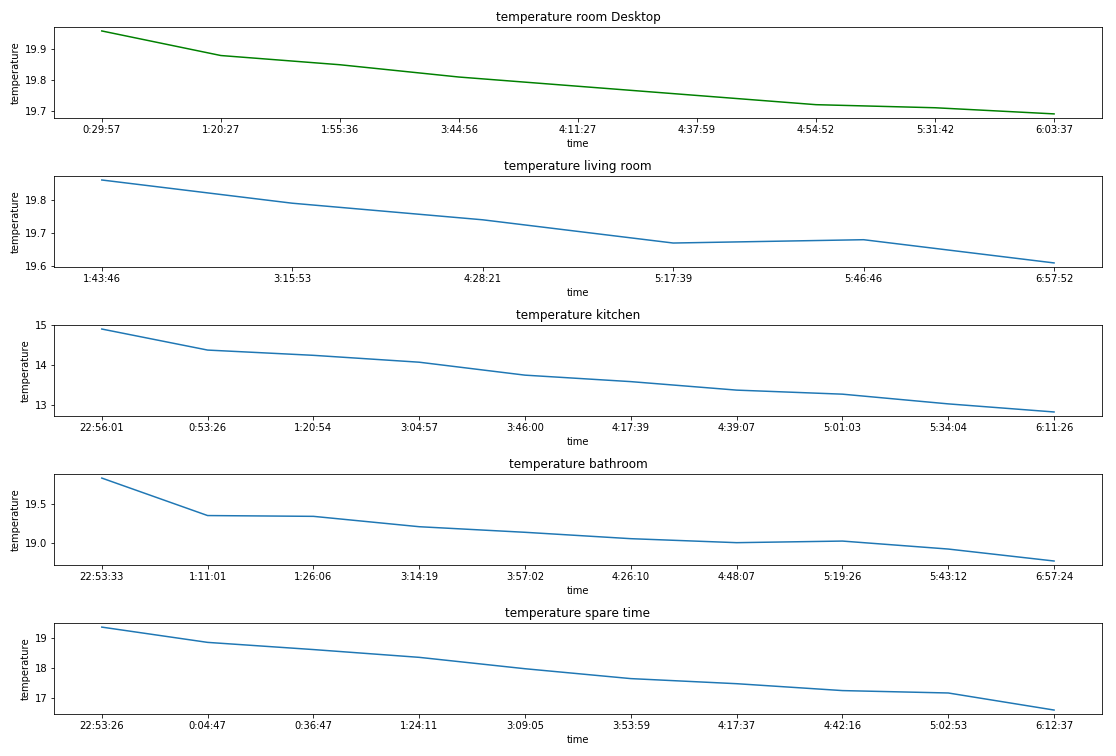 temperature room Desktop
temperature
19.9
19.8
19.7
0:29:57 1:20:27 1:55:36 3:44:56 4:11:27 4:37:59 4:54:52 5:31:42 6:03:37
time
temperature living room
temperature
19.8
19.7
19.6
1:43:46 3:15:53 4:28:21 5:17:39 5:46:46 6:57:52
time
temperature kitchen
temperature
15
14
13
22:56:01 0:53:26 1:20:54 3:04:57 3:46:00 4:17:39 4:39:07 5:01:03 5:34:04 6:11:26
time
temperature bathroom
temperature
19.5
19.0
22:53:33 1:11:01 1:26:06 3:14:19 3:57:02 4:26:10 4:48:07 5:19:26 5:43:12 6:57:24
time
temperature spare time
temperature
19
18
17
22:53:26 0:04:47 0:36:47 1:24:11 3:09:05 3:53:59 4:17:37 4:42:16 5:02:53 6:12:37
time